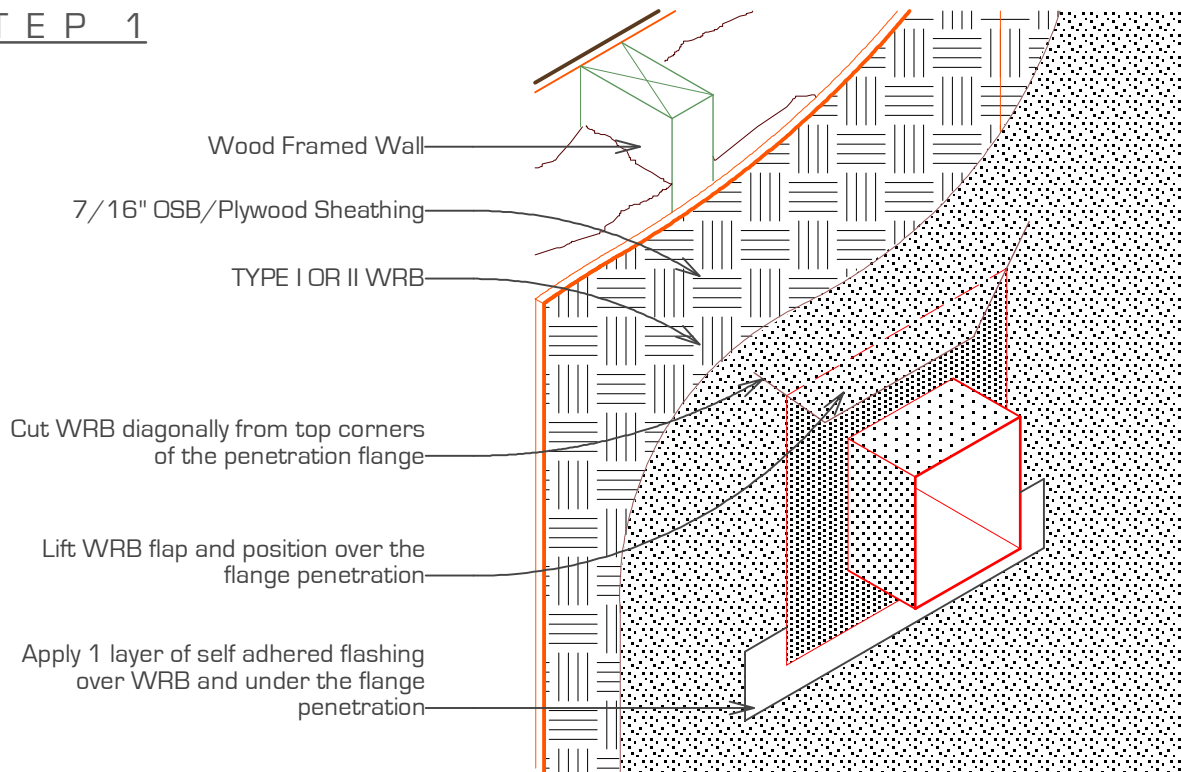 TEP 1
Wood Framed Wall
7/16" OSB/Plywood Sheathing
TYPE I OR II WRB
Cut WRB diagonally from top corners
of the penetration flange
Lift WRB flap and position over the
flange penetration
Apply 1 layer of self adhered flashing
over WRB and under the flange
penetration